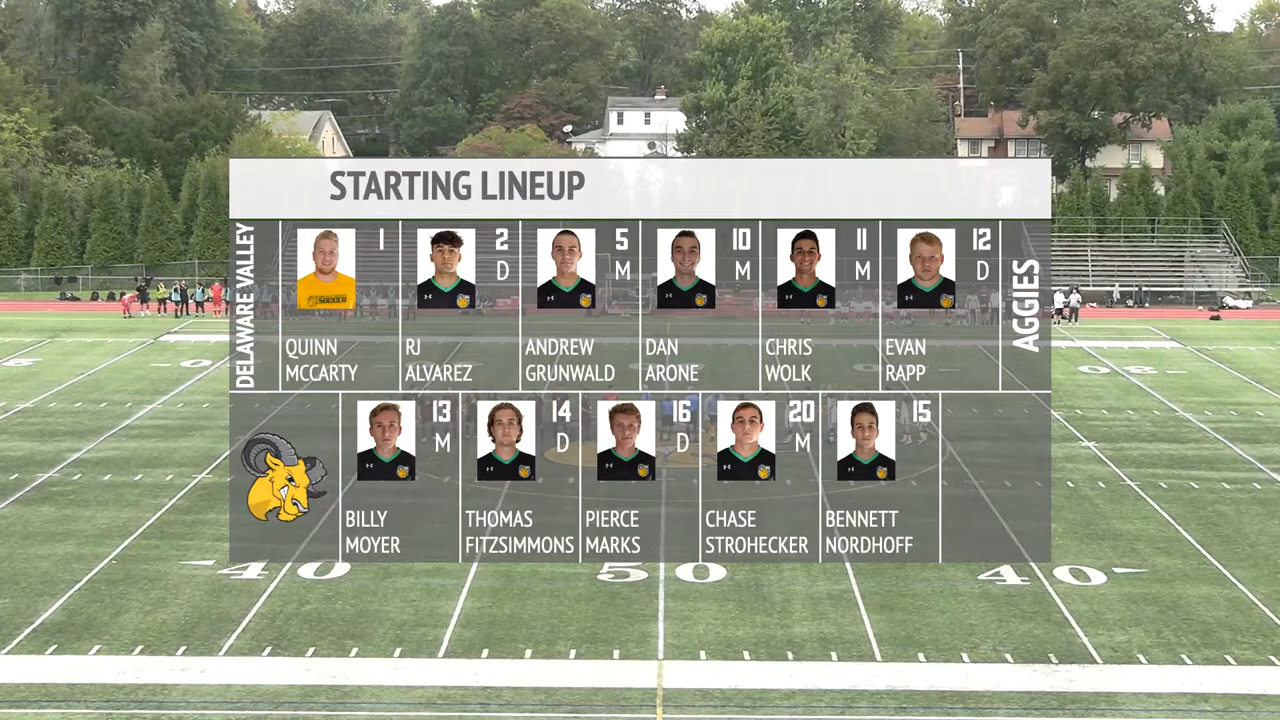 STARTING LINEUP
DELAWARE VALLEY
1
QUINN
MCCARTY
SOCCER
2
D
RJ
ALVAREZ
5
M
ANDREW
GRUNWALD
10
M
DAN
ARONE
11
M
CHRIS
WOLK
12
D
EVAN
RAPP
AGGIES
13
M
BILLY
MOYER
14
D
THOMAS
FITZSIMMONS
16
D
PIERCE
MARKS
20
M
CHASE
STROHECKER
15
BENNETT
NORDHOFF
40
50
40